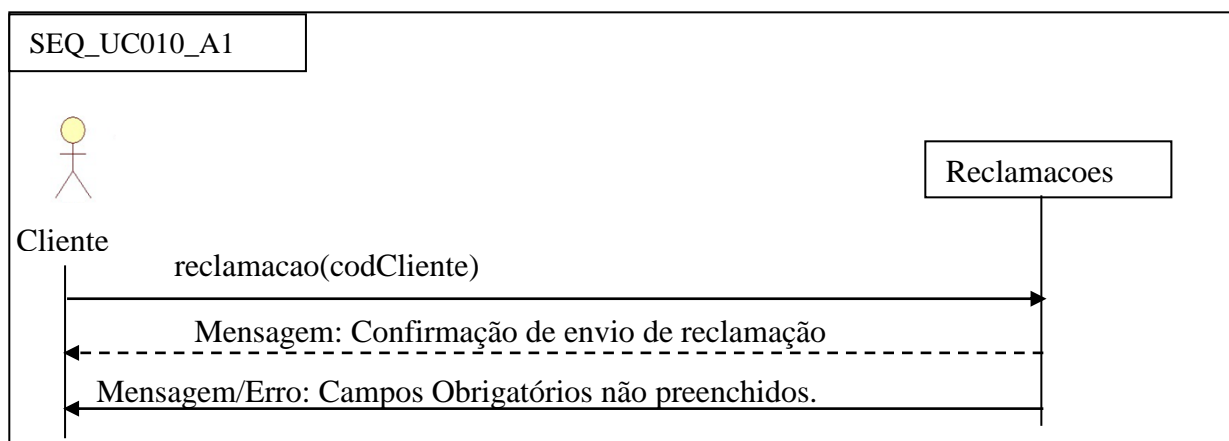 SEQ_UC010_A1
Reclamacoes
Cliente
reclamacao(codCliente)
Mensagem: Confirmação de envio de reclamação
Mensagem/Erro: Campos Obrigatórios não preenchidos.